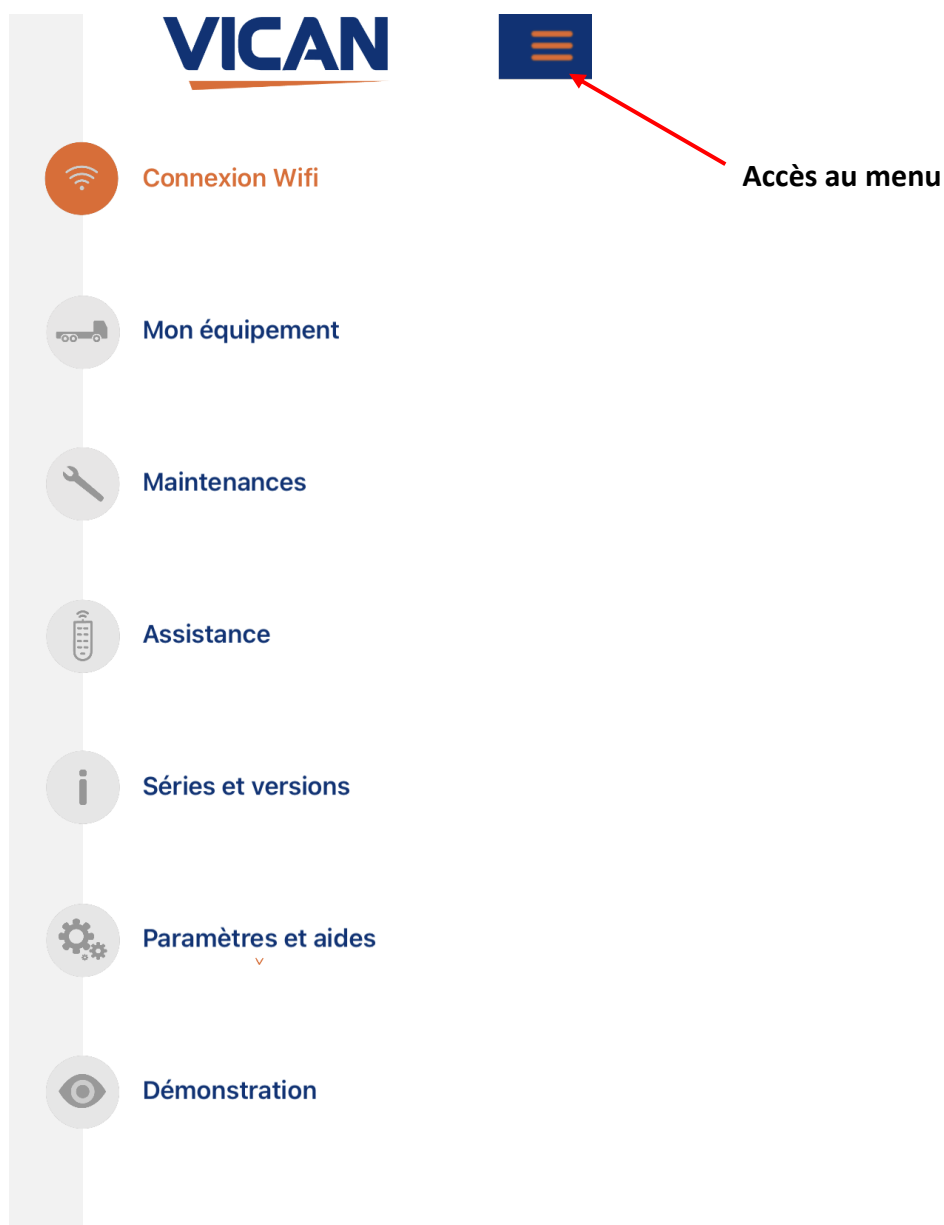 VICAN
Connexion Wifi
Accès au menu
Mon équipement
Maintenances
Assistance
Séries et versions
Paramètres et aides
Démonstration